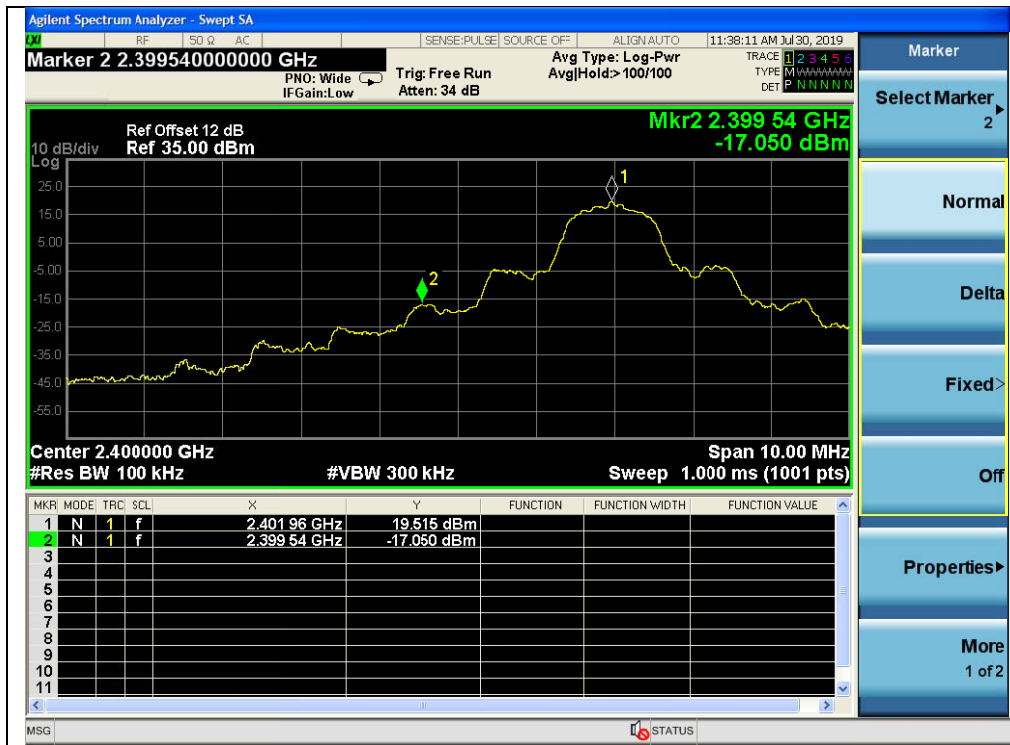 Agilent Spectrum Analyzer - Swept SA
LXI RF 50 Ω AC SENSE:PULSE SOURCE OFF ALIGN AUTO 11:38:11 AM Jul 30, 2019
Marker 2 2.399540000000 GHz
PNO: Wide
IFGain:Low
Trig: Free Run
Atten: 34 dB
Avg Type: Log-Pwr
Avg|Hold:>100/100
TRACE 1 2 3 4 5 6
TYPE M WWWWW
DET P N N N N N
Mkr2 2.399 54 GHz
-17.050 dBm
Ref Offset 12 dB
10 dB/div Ref 35.00 dBm
Log
25.0
15.0
5.00
-5.00
-15.0
-25.0
-35.0
-45.0
-55.0
1
2
Center 2.400000 GHz Span 10.00 MHz
#Res BW 100 kHz #VBW 300 kHz Sweep 1.000 ms (1001 pts)
MKR MODE TRC SCL X Y FUNCTION FUNCTION WIDTH FUNCTION VALUE
1 N 1 f 2.401 96 GHz 19.515 dBm
2 N 1 f 2.399 54 GHz -17.050 dBm
3
4
5
6
7
8
9
10
11
MSG STATUS
Marker
Select Marker
2
Normal
Delta
Fixed>
Off
Properties
More
1 of 2